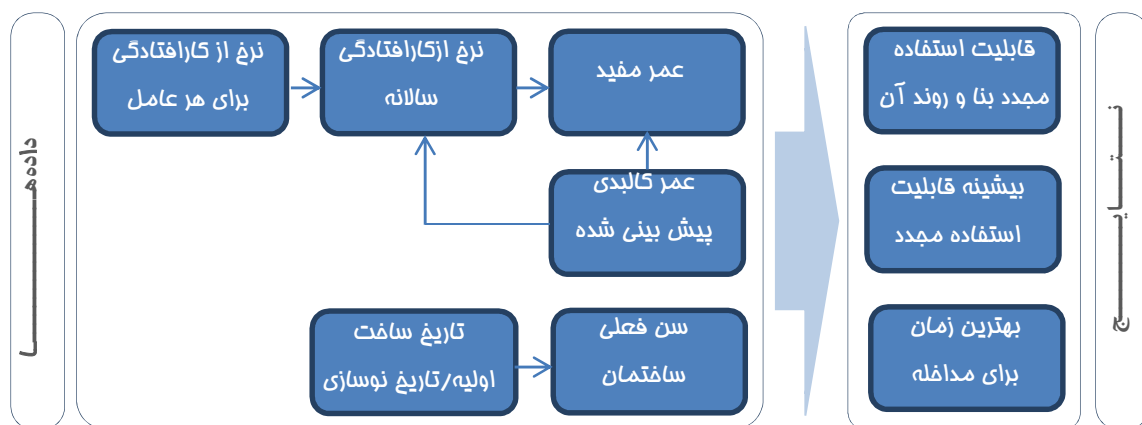 داده‌هـــــــــــا
نرخ از کارافتادگی
برای هر عامل
نرخ ازکارافتادگی
سالانه
عمر مفید
عمر کالبدی
پیش بینی شده
تاریخ ساخت
اولیه/تاریخ نوسازی
سن فعلی
ساختمان
قابلیت استفاده
مجدد بنا و روند آن
بیشینه قابلیت
استفاده مجدد
بهترین زمان
برای مداخله
نــتــایــــج